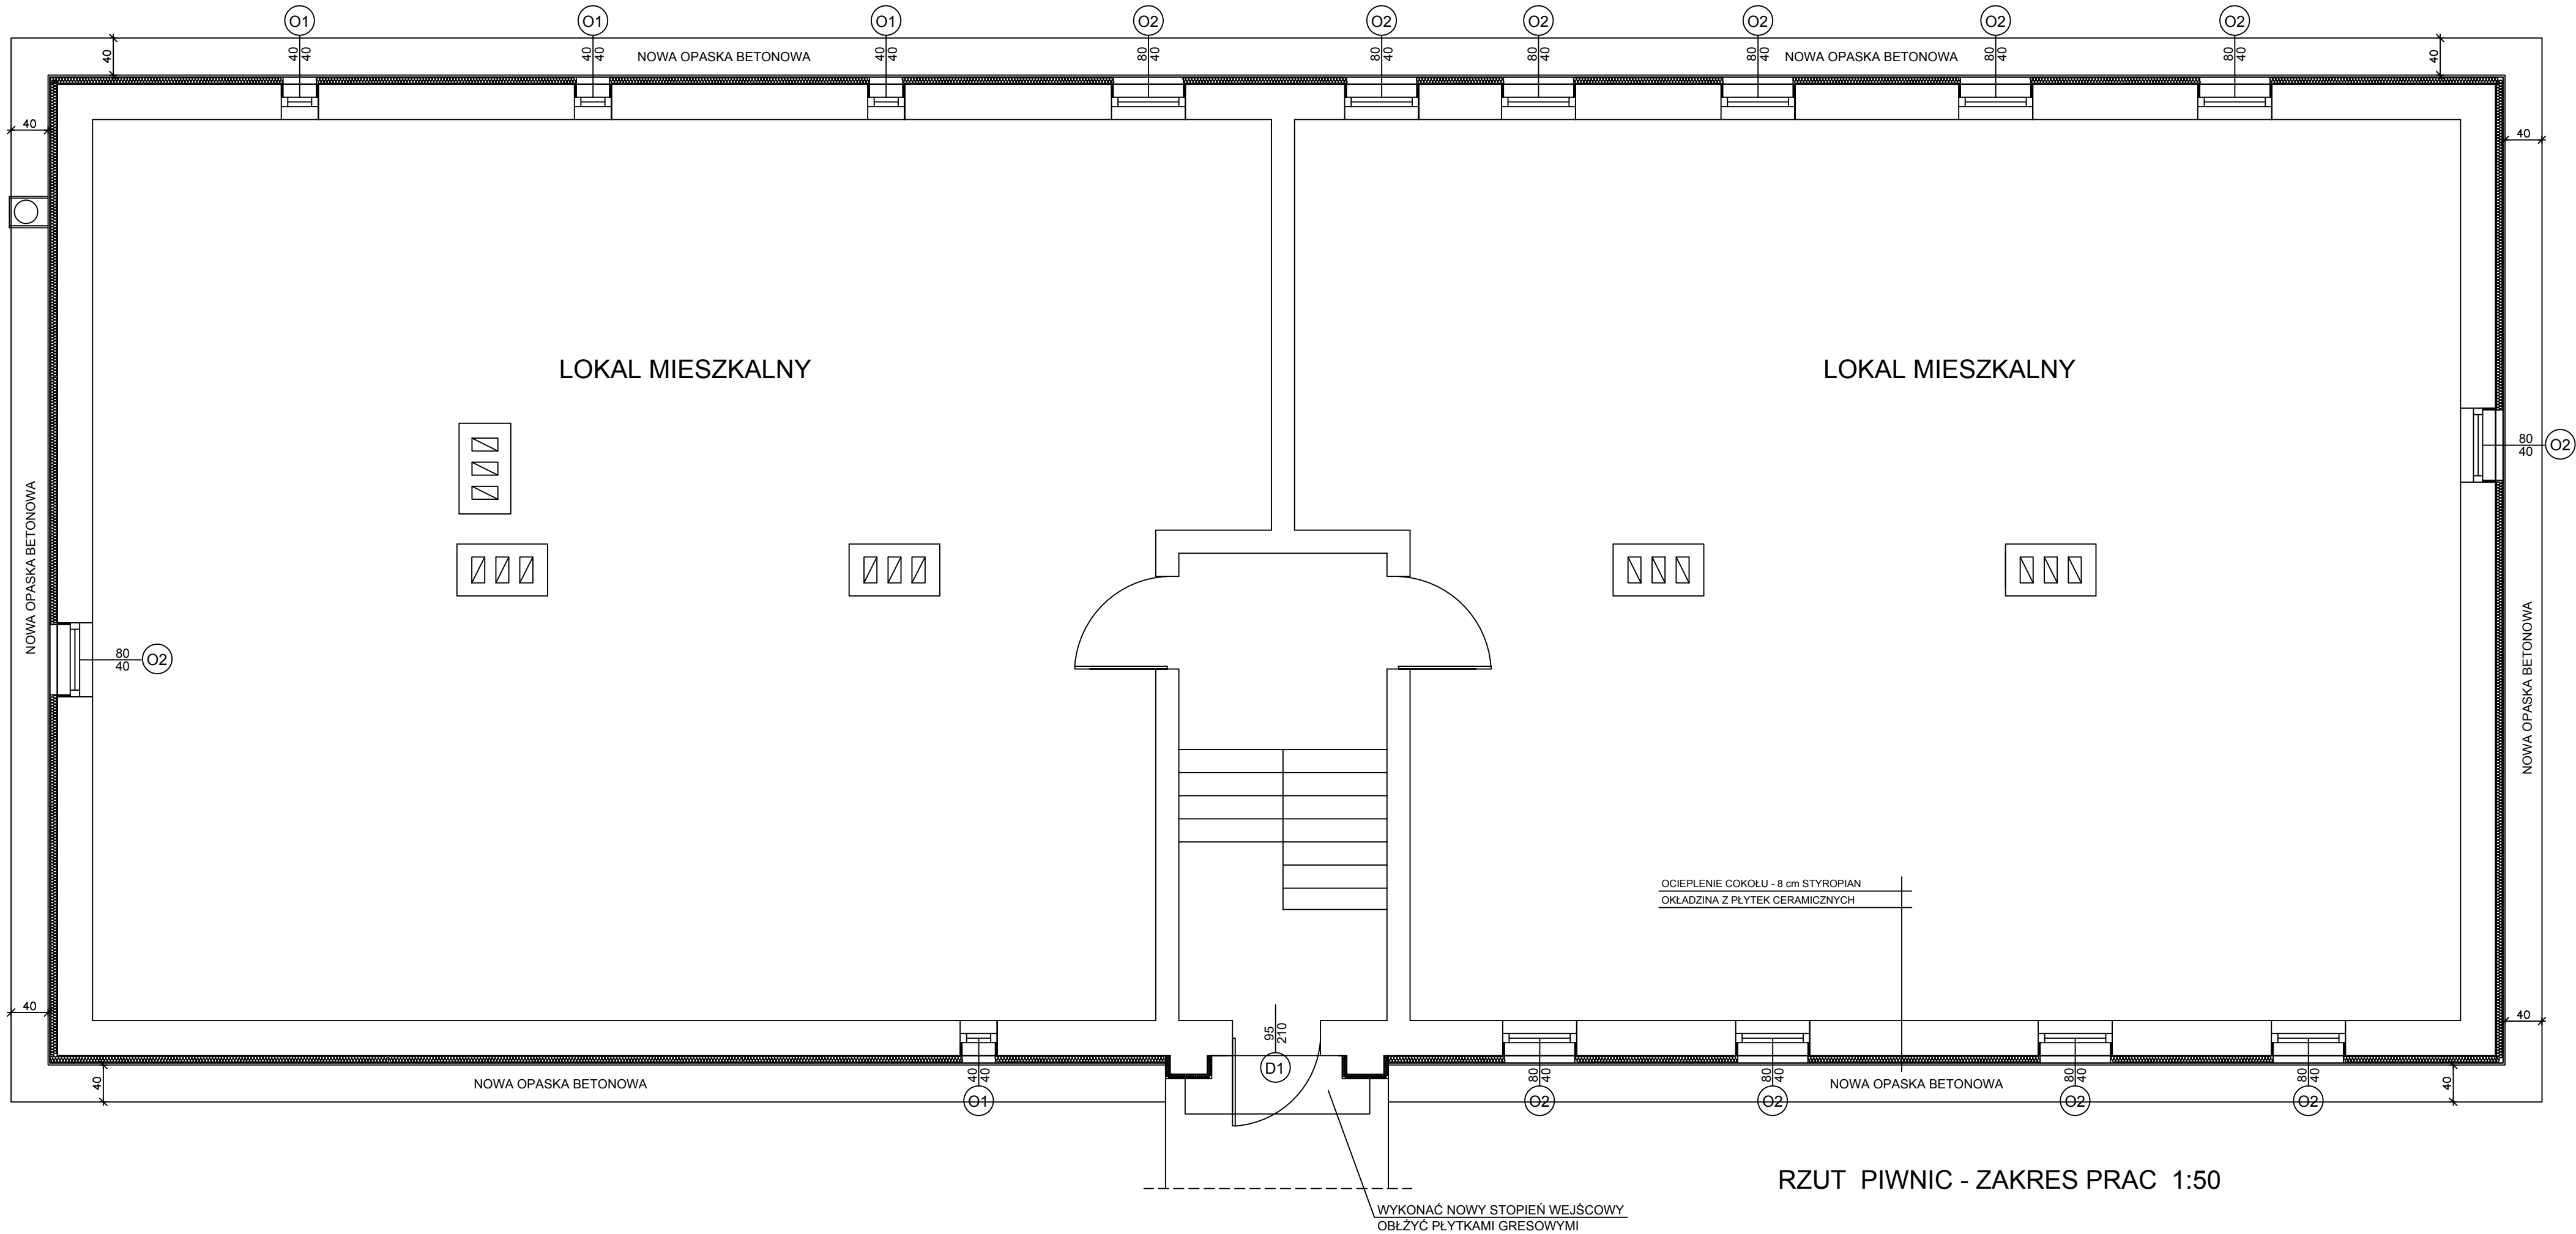 O1 O1 O1 O2 O2 O2 O2 O2 O2
40 40 40 80 80 80 80 80 80
40 40 40 40 40 40 40 40 40
40 NOWA OPASKA BETONOWA NOWA OPASKA BETONOWA 40
40 40
LOKAL MIESZKALNY LOKAL MIESZKALNY
80
40
O2
NOWA OPASKA BETONOWA
80
40
O2
NOWA OPASKA BETONOWA
OCIEPLENIE COKOŁU - 8 cm STYROPIAN
OKŁADZINA Z PŁYTEK CERAMICZNYCH
40 40
95
210
D1
40 NOWA OPASKA BETONOWA NOWA OPASKA BETONOWA 40
40 80 80 80 80
40 40 40 40 40
O1 O2 O2 O2 O2
RZUT PIWNIC - ZAKRES PRAC 1:50
WYKONAĆ NOWY STOPIEŃ WEJŚCOWY
OBŁŻYĆ PŁYTKAMI GRESOWYMI